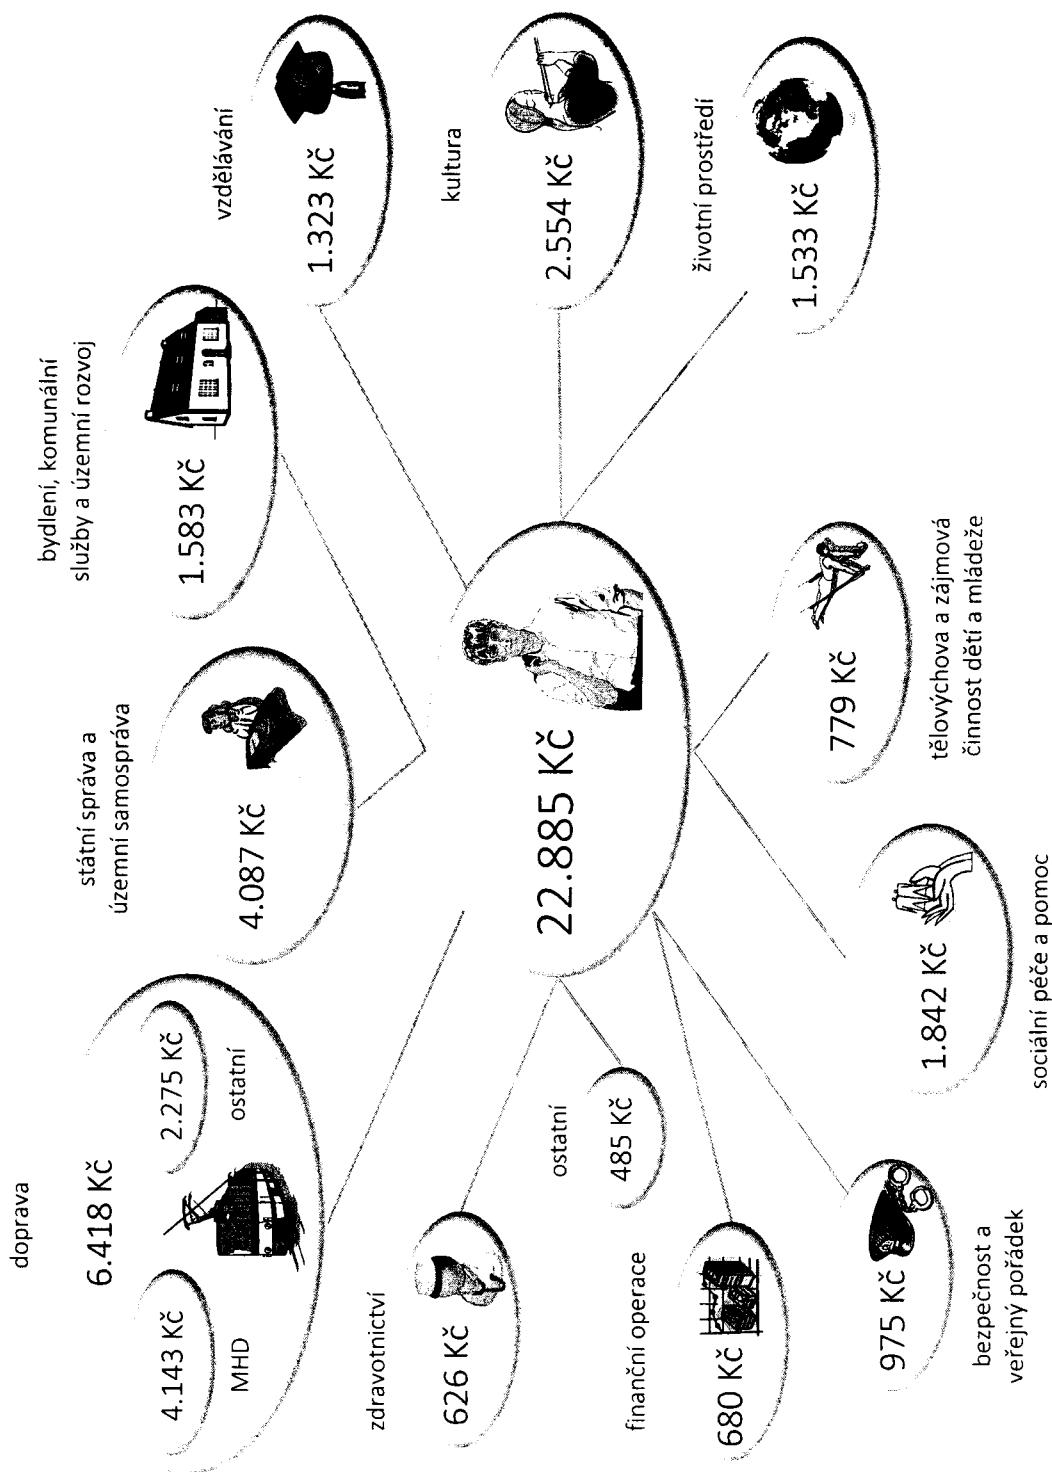 doprava
6.418 Kč
4.143 Kč
MHD
2.275 Kč
ostatní
státní správa a
územní samospráva
4.087 Kč
bydlení, komunální
služby a územní rozvoj
1.583 Kč
vzdělávání
1.323 Kč
kultura
2.554 Kč
životní prostředí
1.533 Kč
22.885 Kč
zdravotnictví
626 Kč
ostatní
485 Kč
finanční operace
680 Kč
975 Kč
bezpečnost a
veřejný pořádek
1.842 Kč
sociální péče a pomoc
779 Kč
tělovýchova a zájmová
činnost dětí a mládeže